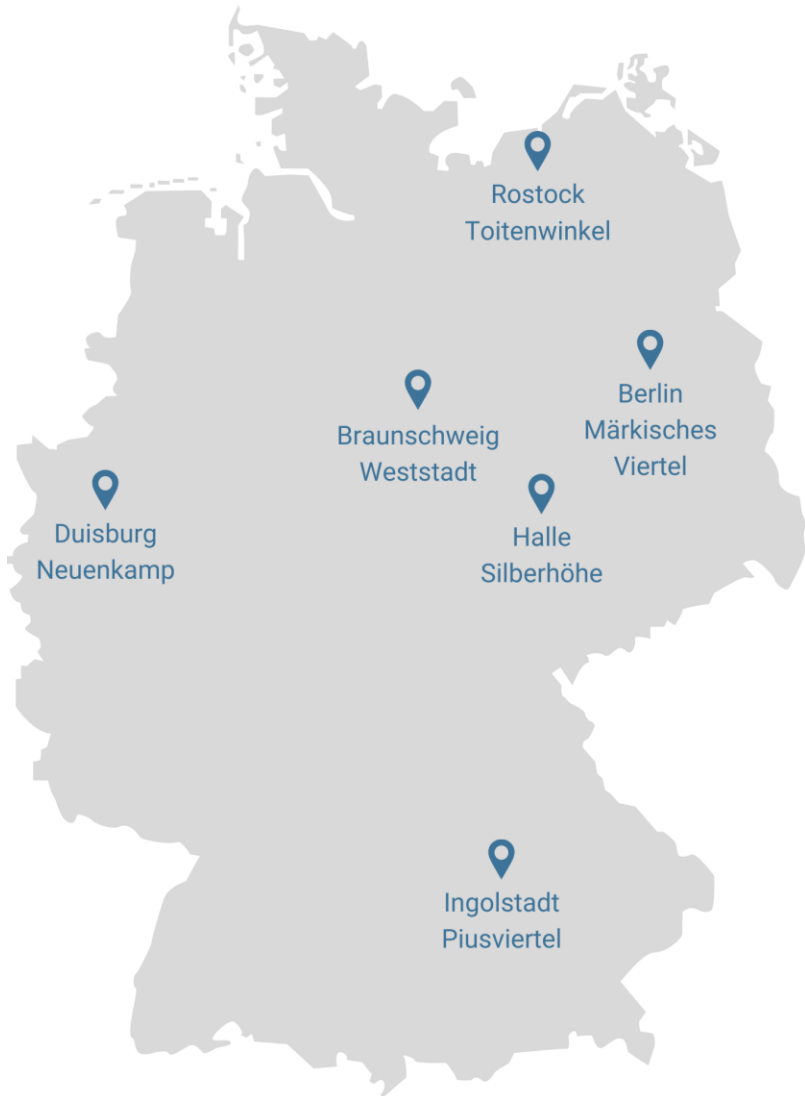 Rostock
Toitenwinkel
Berlin
Märkisches
Viertel
Braunschweig
Weststadt
Duisburg
Neuenkamp
Halle
Silberhöhe
Ingolstadt
Piusviertel